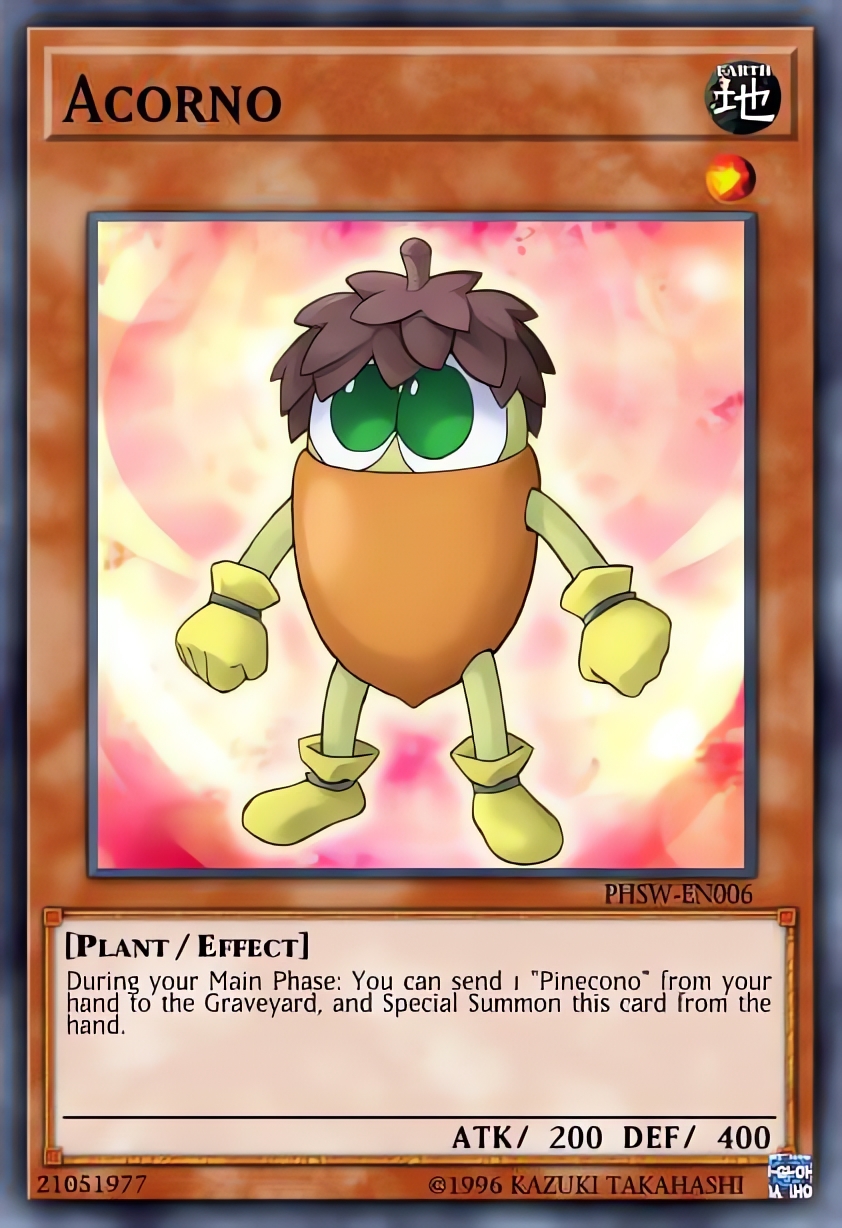 ACORNO
EARTH
地
PHSW-EN006
[PLANT / EFFECT]
During your Main Phase: You can send 1 "Pinecono" from your
hand to the Graveyard, and Special Summon this card from the
hand.
ATK/ 200 DEF/ 400
21051977
©1996 KAZUKI TAKAHASHI